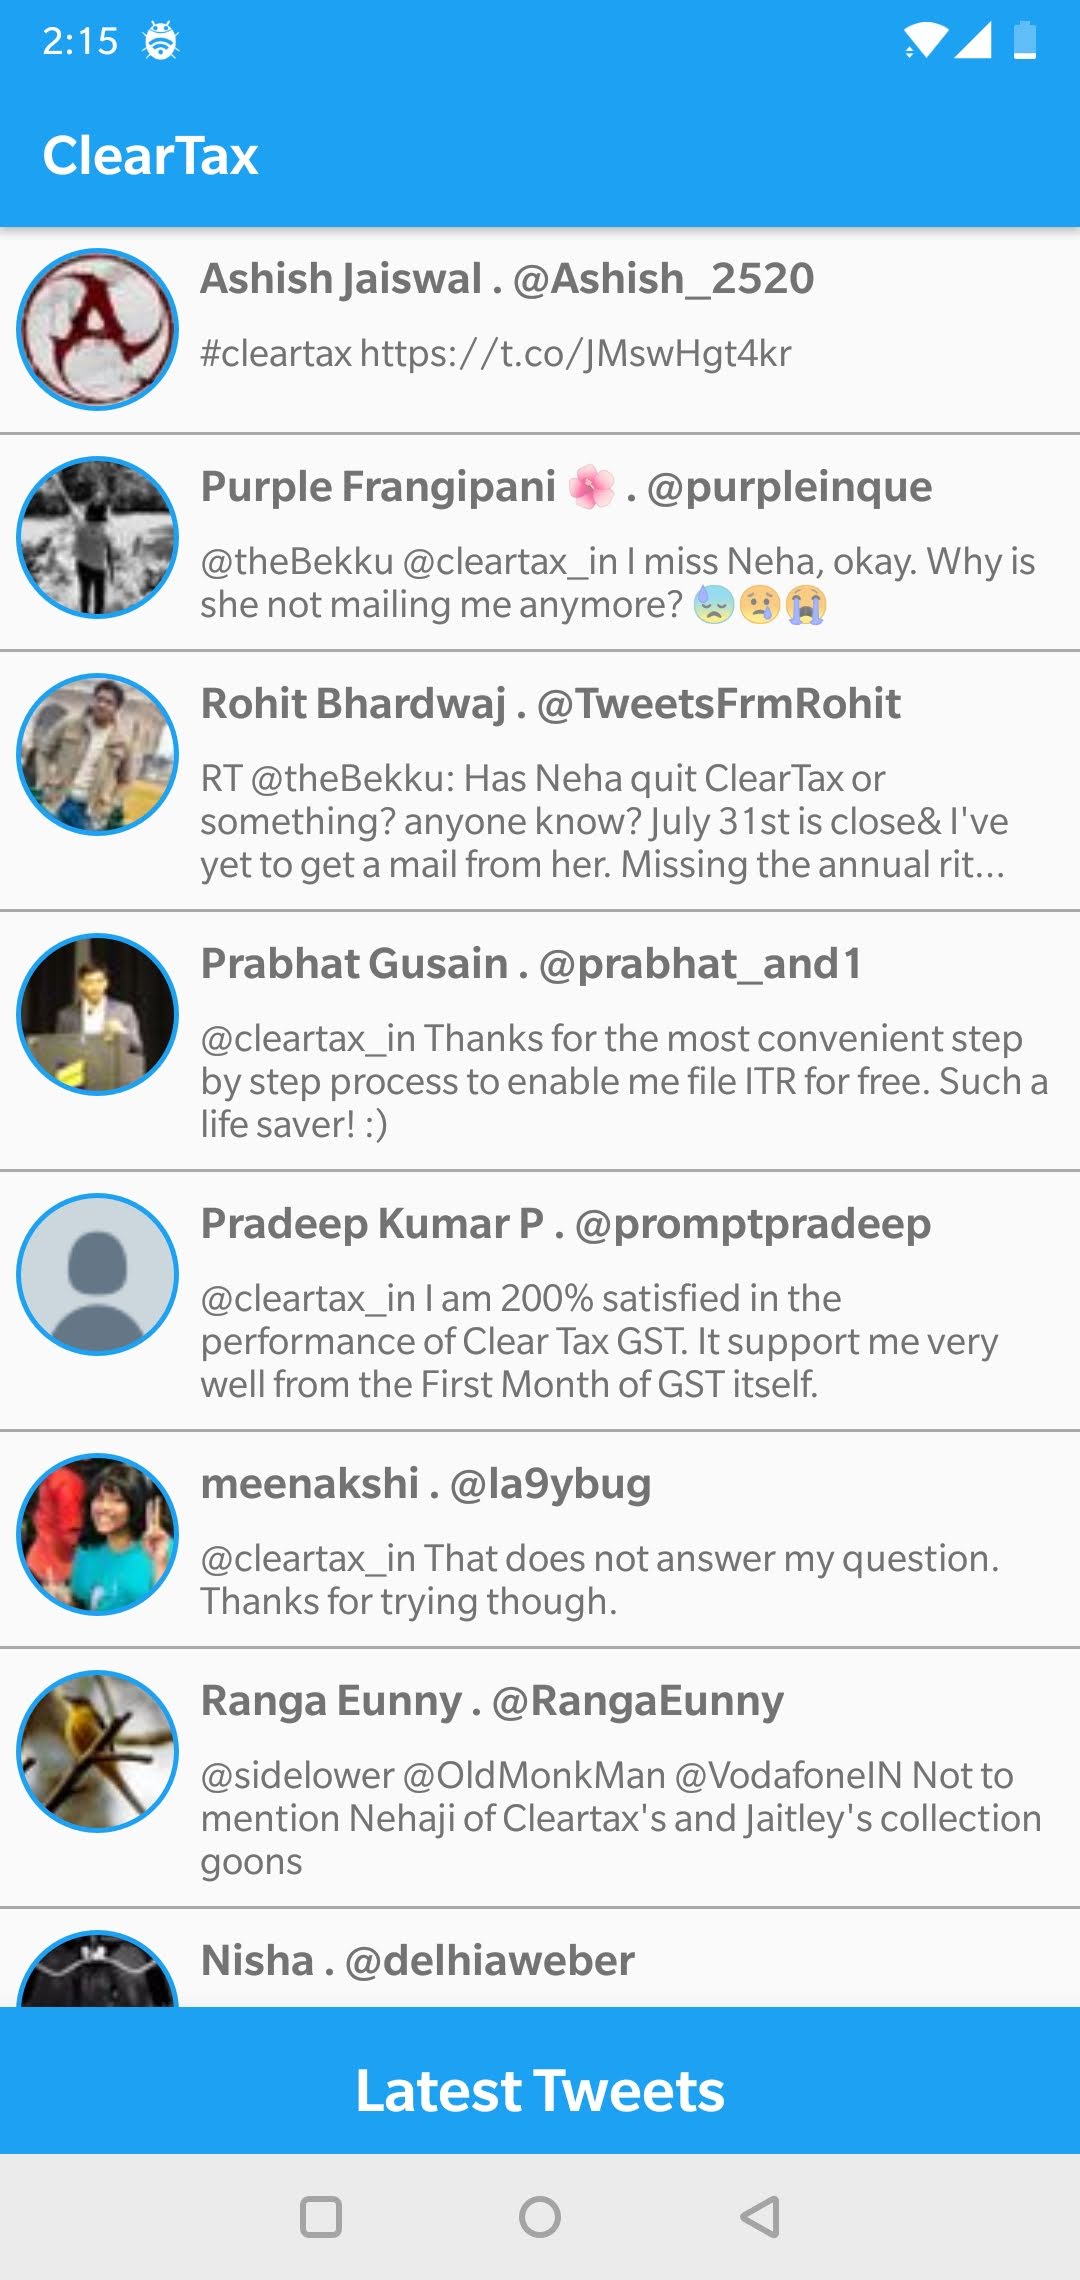 2:15
ClearTax
Ashish Jaiswal . @Ashish_2520
#cleartax https://t.co/JMswHgt4kr
Purple Frangipani 🌺 . @purpleinque
@theBekku @cleartax_in I miss Neha, okay. Why is
she not mailing me anymore? 😓😢😭
Rohit Bhardwaj . @TweetsFrmRohit
RT @theBekku: Has Neha quit ClearTax or
something? anyone know? July 31st is close& I've
yet to get a mail from her. Missing the annual rit...
Prabhat Gusain . @prabhat_and1
@cleartax_in Thanks for the most convenient step
by step process to enable me file ITR for free. Such a
life saver! :)
Pradeep Kumar P . @promptpradeep
@cleartax_in I am 200% satisfied in the
performance of Clear Tax GST. It support me very
well from the First Month of GST itself.
meenakshi . @la9ybug
@cleartax_in That does not answer my question.
Thanks for trying though.
Ranga Eunny . @RangaEunny
@sidelower @OldMonkMan @VodafoneIN Not to
mention Nehaji of Cleartax's and Jaitley's collection
goons
Nisha . @delhiaweber
Latest Tweets